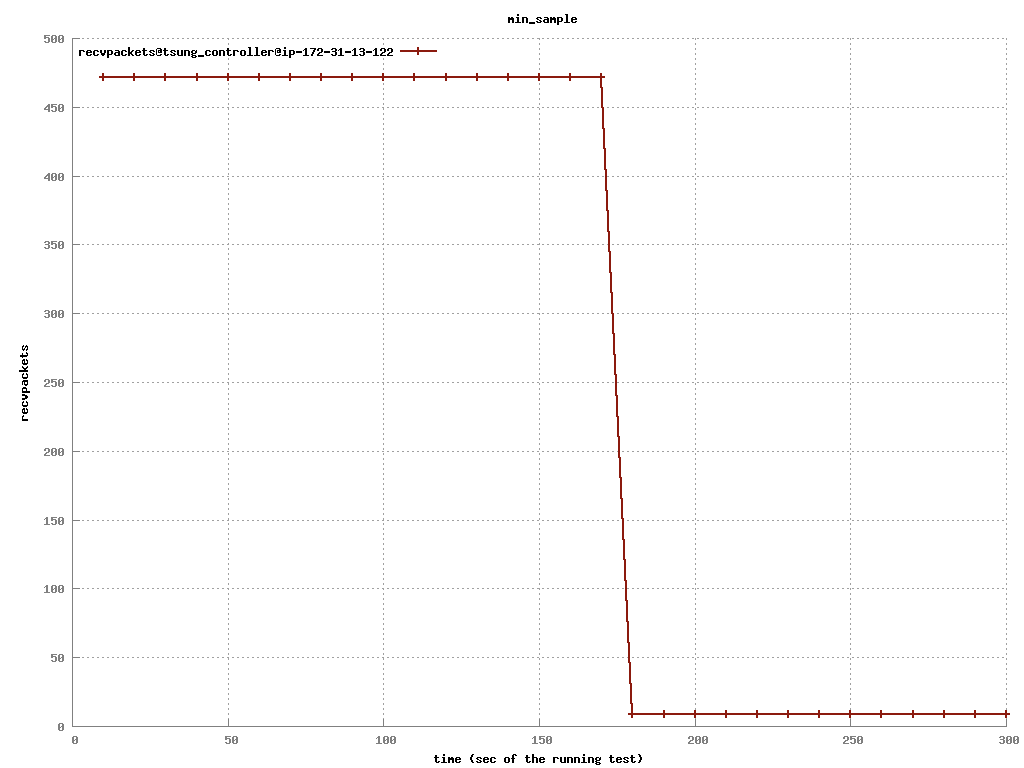 min_sample
500
recvpackets@tsung_controller@ip-172-31-13-122
450
400
350
300
250
200
150
100
50
0
recvpackets
0 50 100 150 200 250 300
time (sec of the running test)